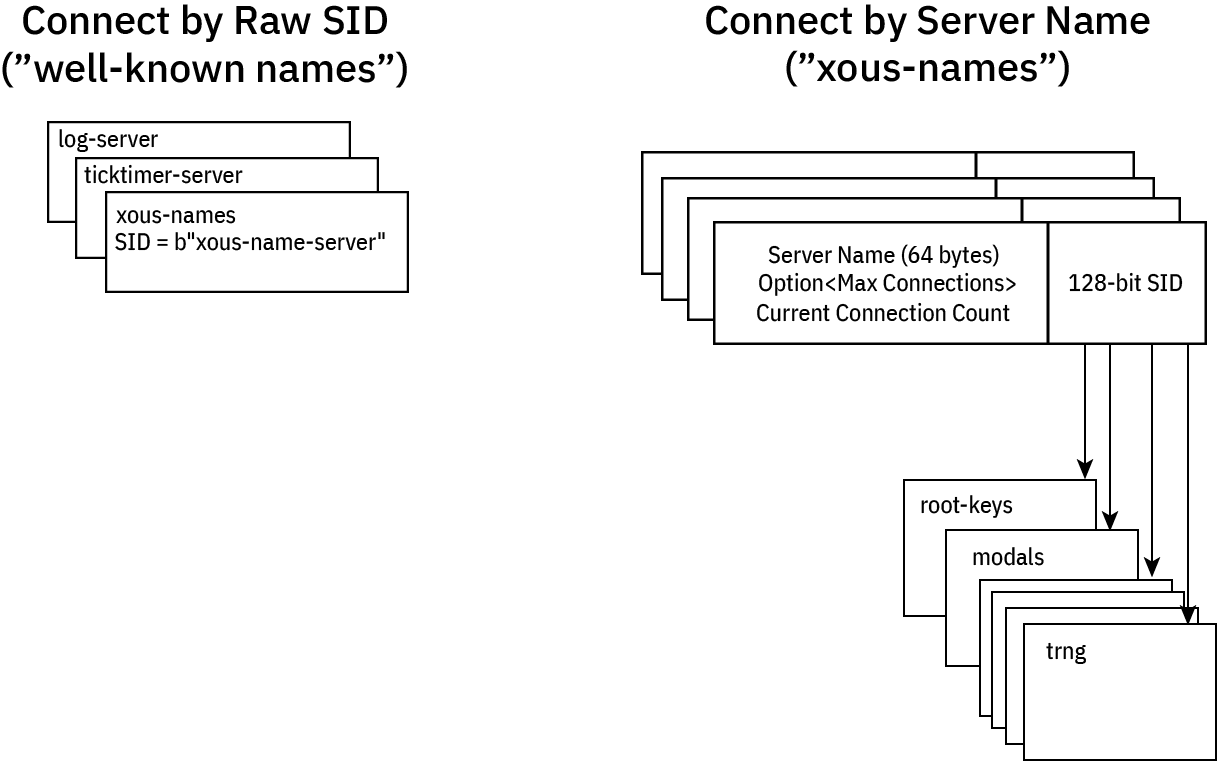 Connect by Raw SID
(”well-known names”)
log-server
ticktimer-server
xous-names
SID = b"xous-name-server"
Connect by Server Name
(”xous-names”)
Server Name (64 bytes)
Option<Max Connections>
Current Connection Count
128-bit SID
root-keys
modals
trng